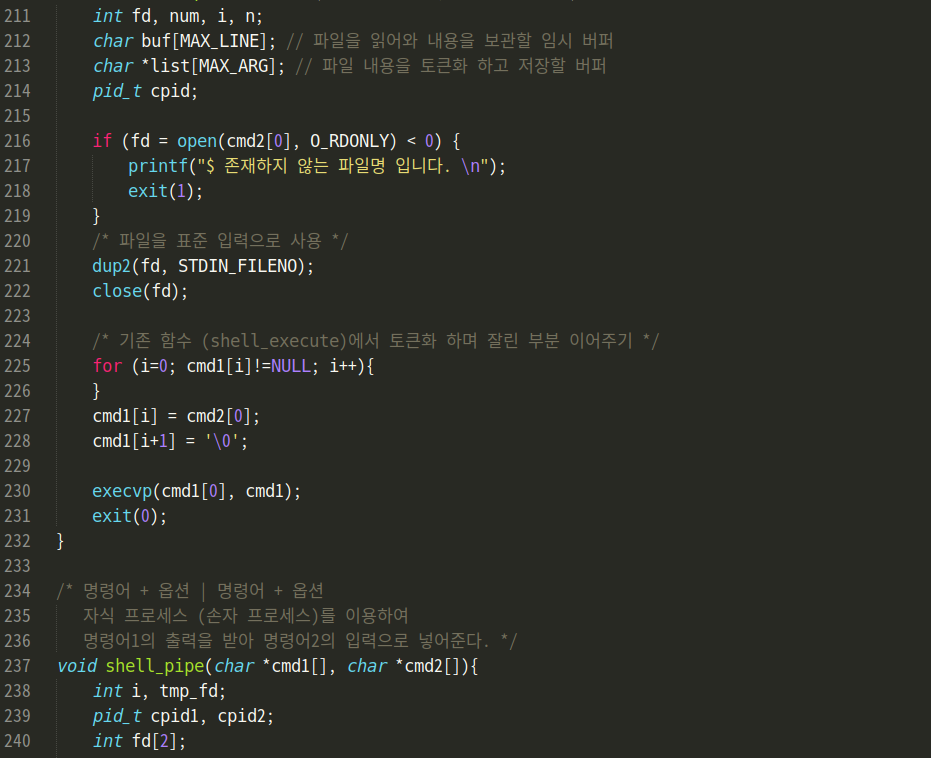 211 int fd, num, i, n;
212 char buf[MAX_LINE]; // 파일을 읽어와 내용을 보관할 임시 버퍼
213 char *list[MAX_ARG]; // 파일 내용을 토큰화 하고 저장할 버퍼
214 pid_t cpid;
215
216 if (fd = open(cmd2[0], O_RDONLY) < 0) {
217 printf("$ 존재하지 않는 파일명 입니다. \n");
218 exit(1);
219 }
220 /* 파일을 표준 입력으로 사용 */
221 dup2(fd, STDIN_FILENO);
222 close(fd);
223
224 /* 기존 함수 (shell_execute)에서 토큰화 하며 잘린 부분 이어주기 */
225 for (i=0; cmd1[i]!=NULL; i++){
226 }
227 cmd1[i] = cmd2[0];
228 cmd1[i+1] = '\0';
229
230 execvp(cmd1[0], cmd1);
231 exit(0);
232 }
233
234 /* 명령어 + 옵션 | 명령어 + 옵션
235 자식 프로세스 (손자 프로세스)를 이용하여
236 명령어1의 출력을 받아 명령어2의 입력으로 넣어준다. */
237 void shell_pipe(char *cmd1[], char *cmd2[]){
238 int i, tmp_fd;
239 pid_t cpid1, cpid2;
240 int fd[2];